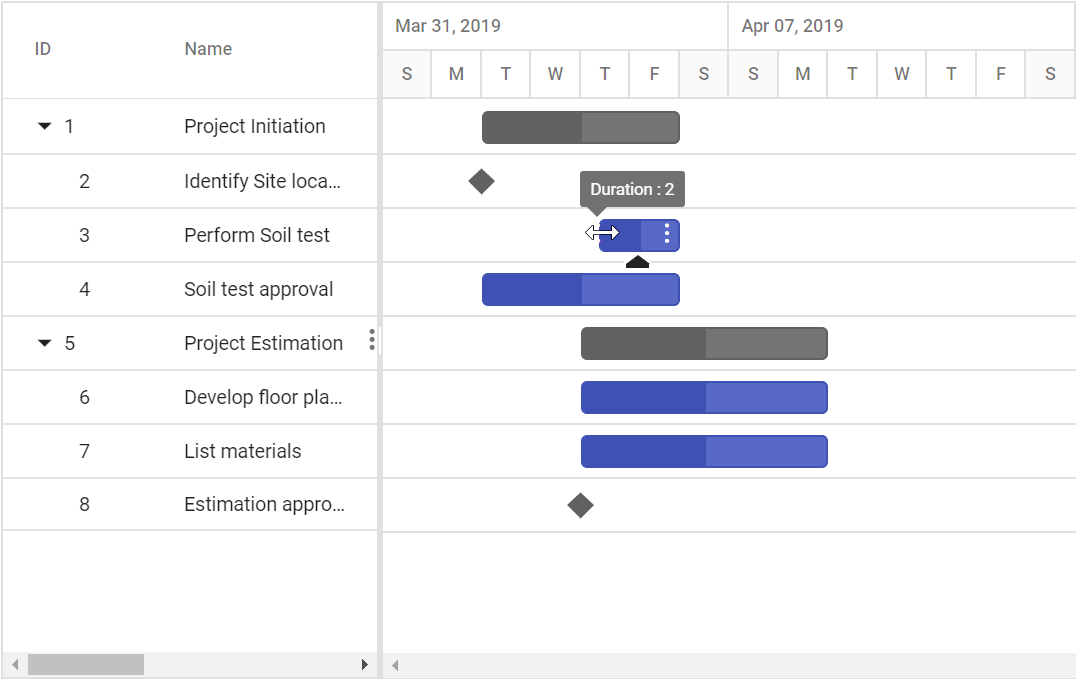 ID Name Mar 31, 2019 Apr 07, 2019
S M T W T F S S M T W T F S
1 Project Initiation
2 Identify Site loca...
Duration : 2
3 Perform Soil test
4 Soil test approval
5 Project Estimation
6 Develop floor pla...
7 List materials
8 Estimation appro...